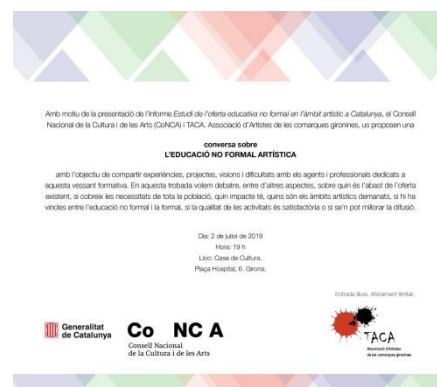 Amb motiu de la presentació de l'informe Estudi de l'oferta educativa no formal en l'àmbit artístic a Catalunya, el Consell
Nacional de la Cultura i de les Arts (CoNCA) i TACA. Associació d'Artistes de les comarques gironines, us proposen una
conversa sobre
L'EDUCACIÓ NO FORMAL ARTÍSTICA
amb l'objectiu de compartir experiències, projectes, visions i dificultats amb els agents i professionals dedicats a
aquesta vessant formativa. En aquesta trobada volem debatre, entre d'altres aspectes, sobre quin és l'abast de l'oferta
existent, si cobreix les necessitats de tota la població, quin impacte té, quins són els àmbits artístics demanats, si hi ha
vincles entre l'educació no formal i la formal, si la qualitat de les activitats és satisfactòria o si se'n pot millorar la difusió.
Dia: 2 de juliol de 2019
Hora: 19 h
Lloc: Casa de Cultura.
Plaça Hospital, 6. Girona.
Entrada lliure. Aforament limitat.
Generalitat
de Catalunya
Co NC A
Consell Nacional
de la Cultura i de les Arts
TACA
Associació d'Artistes
de les comarques gironines